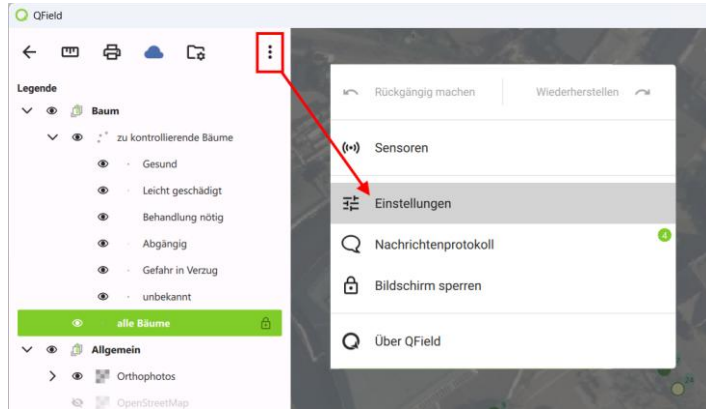 QField
Legende
Baum
zu kontrollierende Bäume
Gesund
Leicht geschädigt
Behandlung nötig
Abgängig
Gefahr in Verzug
unbekannt
alle Bäume
Allgemein
Orthophotos
OpenStreetMap
Rückgängig machen Wiederherstellen
Sensoren
Einstellungen
Nachrichtenprotokoll 4
Bildschirm sperren
Über QField